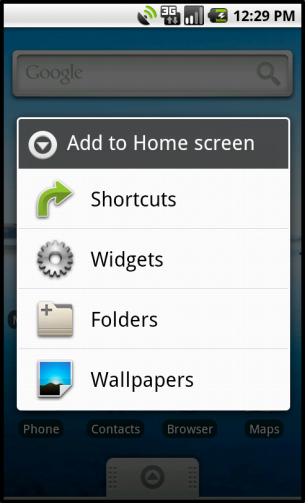 3G 12:29 PM
Google
Add to Home screen
Shortcuts
Widgets
Folders
Wallpapers
Phone Contacts Browser Maps